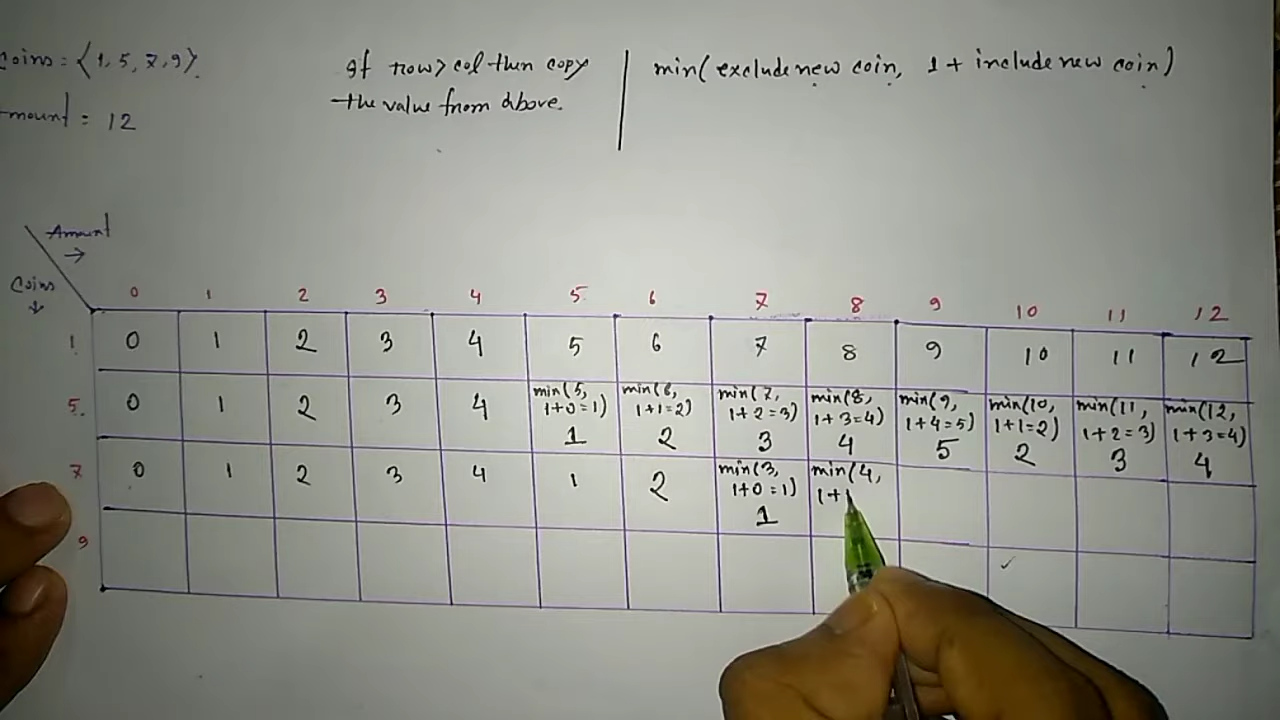 coins = {1, 5, 7, 9}.
If row > col then copy
the value from above.
min(exclude new coin, 1 + include new coin)
mount = 12
Amount →
Coins ↓
0 1 2 3 4 5 6 7 8 9 10 11 12
1 0 1 2 3 4 5 6 7 8 9 10 11 12
5 0 1 2 3 4 min(5, 1+0=1) 1 min(6, 1+1=2) 2 min(7, 1+2=3) 3 min(8, 1+3=4) 4 min(9, 1+4=5) 5 min(10, 1+1=2) 2 min(11, 1+2=3) 3 min(12, 1+3=4) 4
7 0 1 2 3 4 1 2 min(3, 1+0=1) 1 min(4, 1+1
9